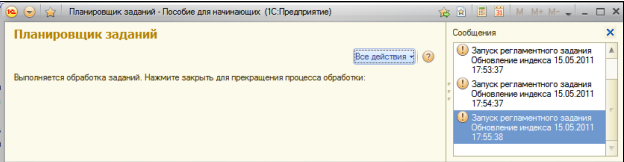 Планировщик заданий - Пособие для начинающих (1С:Предприятие)
M M+ M-
Планировщик заданий
Все действия
?
Выполняется обработка заданий. Нажмите закрыть для прекращения процесса обработки:
Сообщения
Запуск регламентного задания
Обновление индекса 15.05.2011
17:53:37
Запуск регламентного задания
Обновление индекса 15.05.2011
17:54:37
Запуск регламентного задания
Обновление индекса 15.05.2011
17:55:38